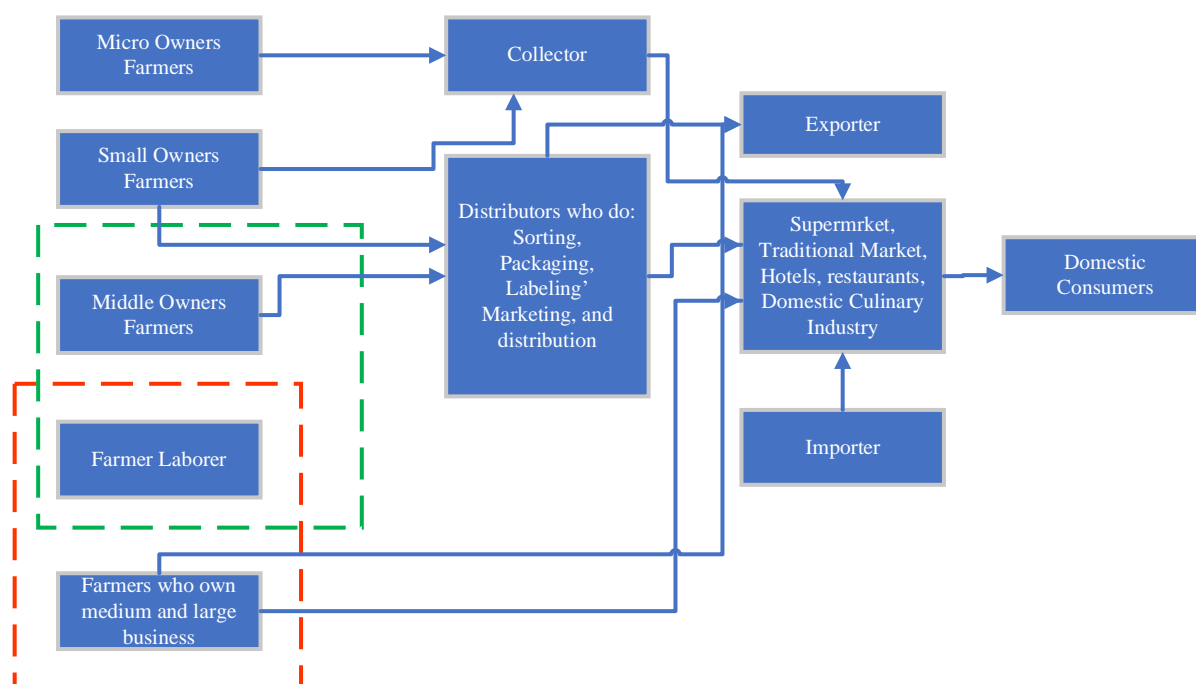 Micro Owners
Farmers
Collector
Exporter
Small Owners
Farmers
Distributors who do:
Sorting,
Packaging,
Labeling’
Marketing, and
distribution
Supermrket,
Traditional Market,
Hotels, restaurants,
Domestic Culinary
Industry
Domestic
Consumers
Middle Owners
Farmers
Farmer Laborer
Importer
Farmers who own
medium and large
business